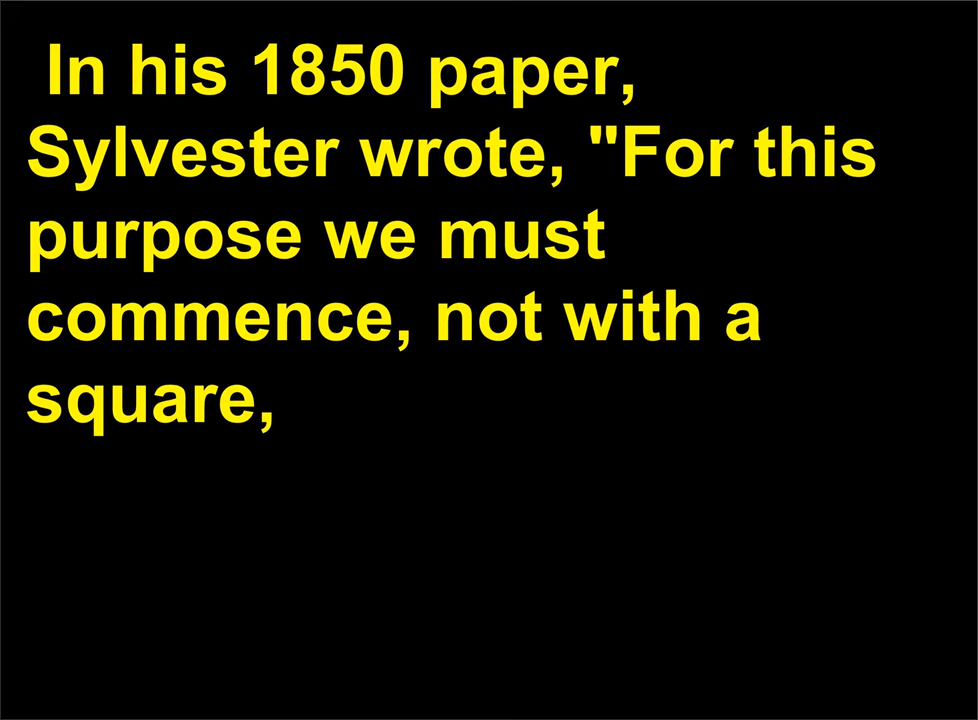 In his 1850 paper,
Sylvester wrote, "For this
purpose we must
commence, not with a
square,